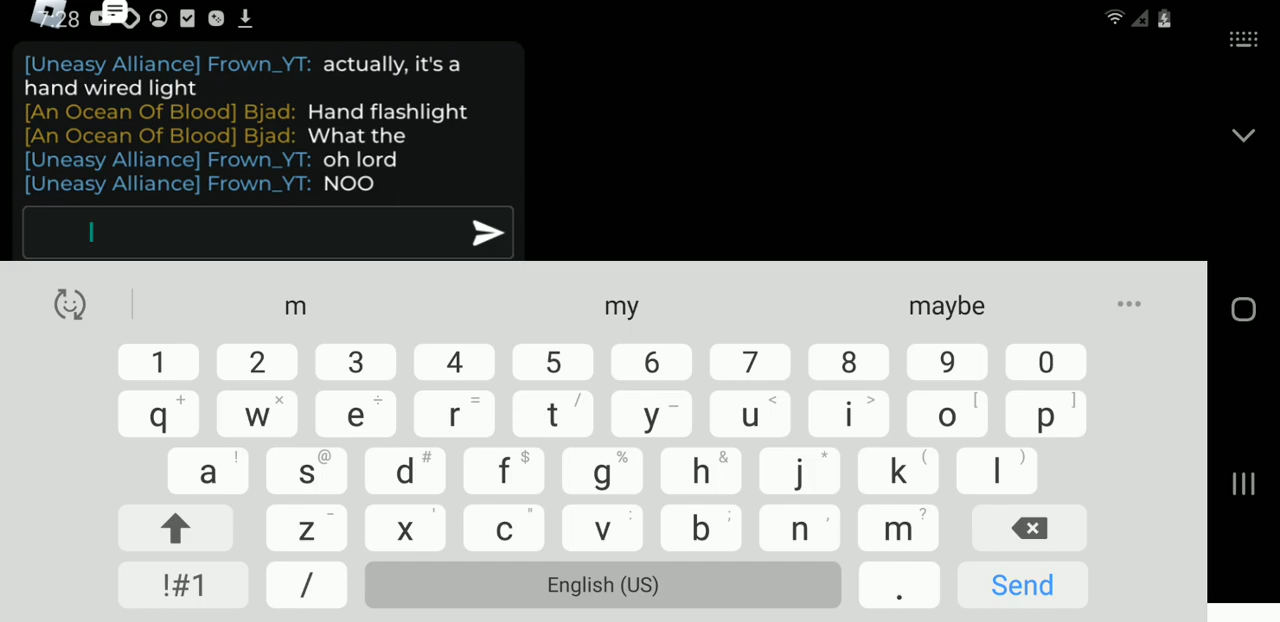 7:28
[Uneasy Alliance] Frown_YT: actually, it's a
hand wired light
[An Ocean Of Blood] Bjad: Hand flashlight
[An Ocean Of Blood] Bjad: What the
[Uneasy Alliance] Frown_YT: oh lord
[Uneasy Alliance] Frown_YT: NOO
m my maybe
1 2 3 4 5 6 7 8 9 0
q + w × e ÷ r = t / y _ u < i > o [ p ]
a ! s @ d # f $ g % h & j * k ( l )
z - x ' c " v : b ; n , m ?
!#1 / English (US) . Send